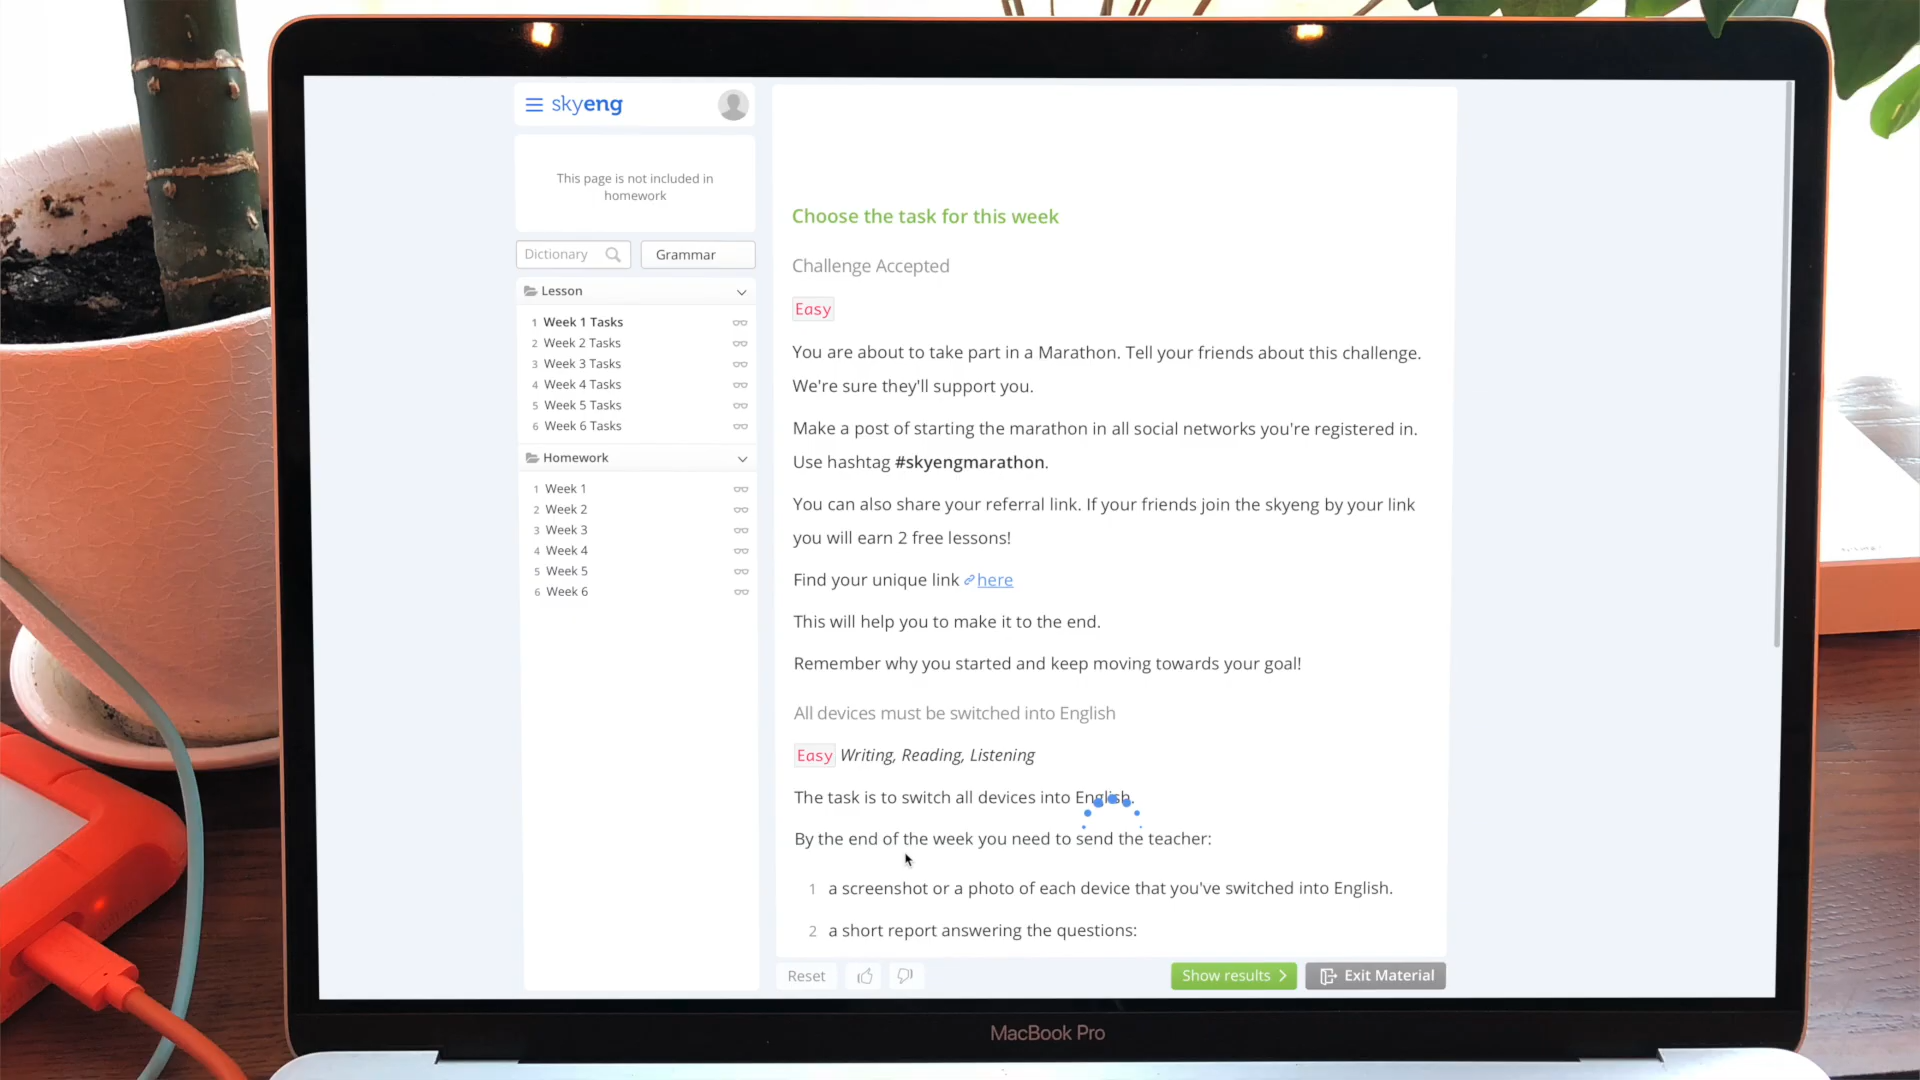 skyeng
This page is not included in
homework
Dictionary
Grammar
Lesson
1 Week 1 Tasks
2 Week 2 Tasks
3 Week 3 Tasks
4 Week 4 Tasks
5 Week 5 Tasks
6 Week 6 Tasks
Homework
1 Week 1
2 Week 2
3 Week 3
4 Week 4
5 Week 5
6 Week 6
Choose the task for this week
Challenge Accepted
Easy
You are about to take part in a Marathon. Tell your friends about this challenge.
We're sure they'll support you.
Make a post of starting the marathon in all social networks you're registered in.
Use hashtag #skyengmarathon.
You can also share your referral link. If your friends join the skyeng by your link
you will earn 2 free lessons!
Find your unique link here
This will help you to make it to the end.
Remember why you started and keep moving towards your goal!
All devices must be switched into English
Easy Writing, Reading, Listening
The task is to switch all devices into English.
By the end of the week you need to send the teacher:
1 a screenshot or a photo of each device that you've switched into English.
2 a short report answering the questions:
Reset
Show results
Exit Material
MacBook Pro